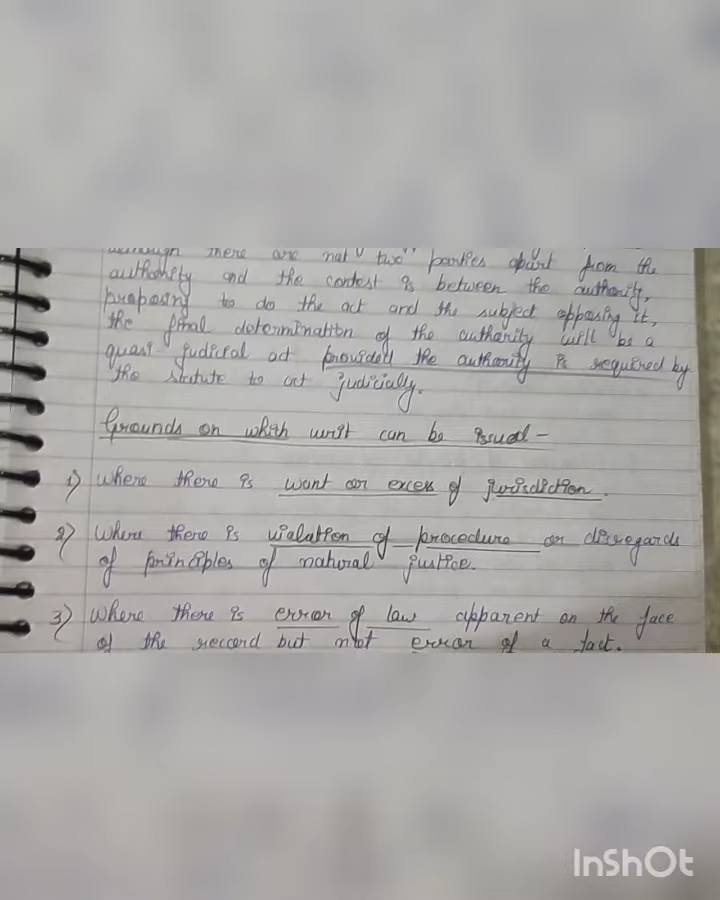 although there are not "two" parties apart from the
authority and the contest is between the authority,
proposing to do the act and the subject opposing it,
the final determination of the authority will be a
quasi-judicial act provided the authority is required by
the statute to act judicially.
Grounds on which writ can be issued -
1) Where there is want or excess of jurisdiction.
2) Where there is violation of procedure or disregards
of principles of natural justice.
3) Where there is error of law apparent on the face
of the record but not error of a fact.
InShOt